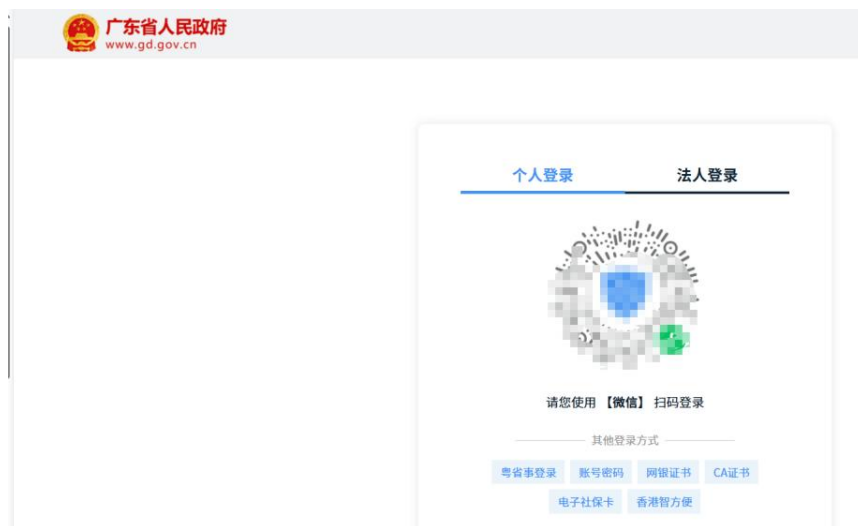 广东省人民政府
www.gd.gov.cn
个人登录
法人登录
请您使用 【微信】 扫码登录
其他登录方式
粤省事登录
账号密码
网银证书
CA证书
电子社保卡
香港智方便